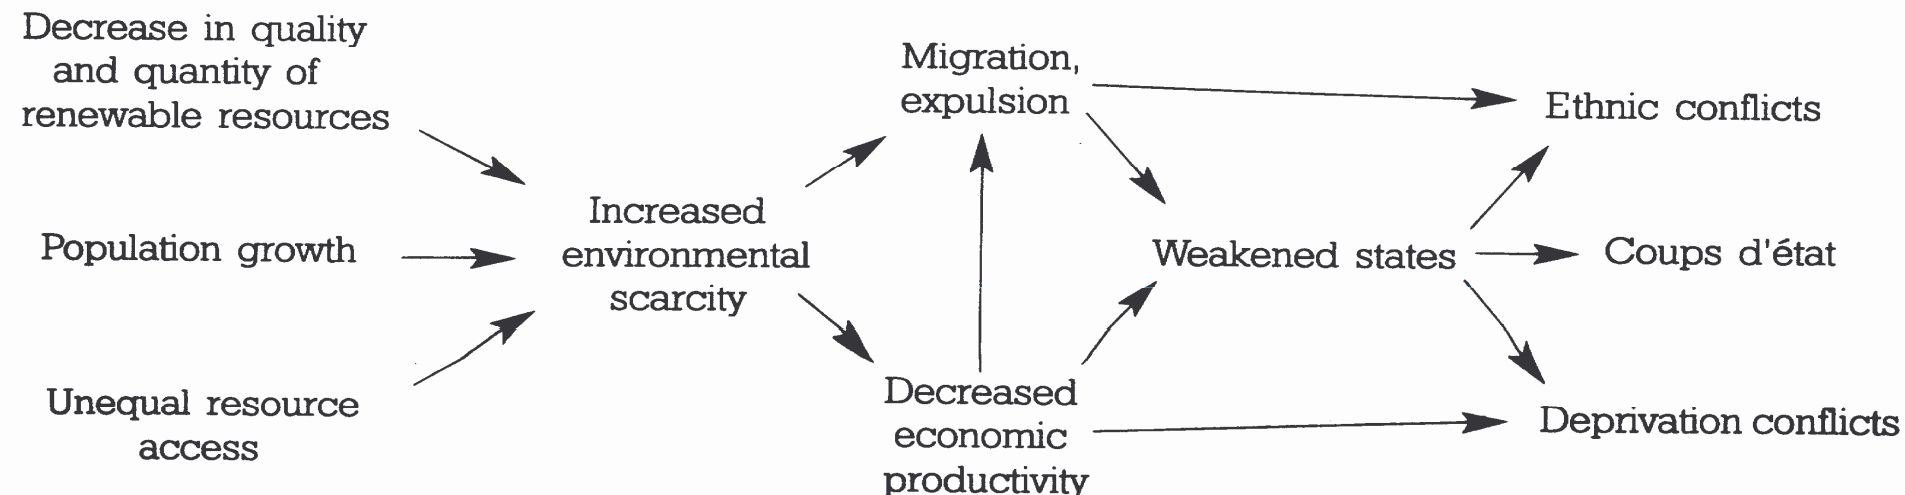 Decrease in quality
and quantity of
renewable resources
Population growth
Unequal resource
access
Increased
environmental
scarcity
Migration,
expulsion
Decreased
economic
productivity
Weakened states
Ethnic conflicts
Coups d'état
Deprivation conflicts